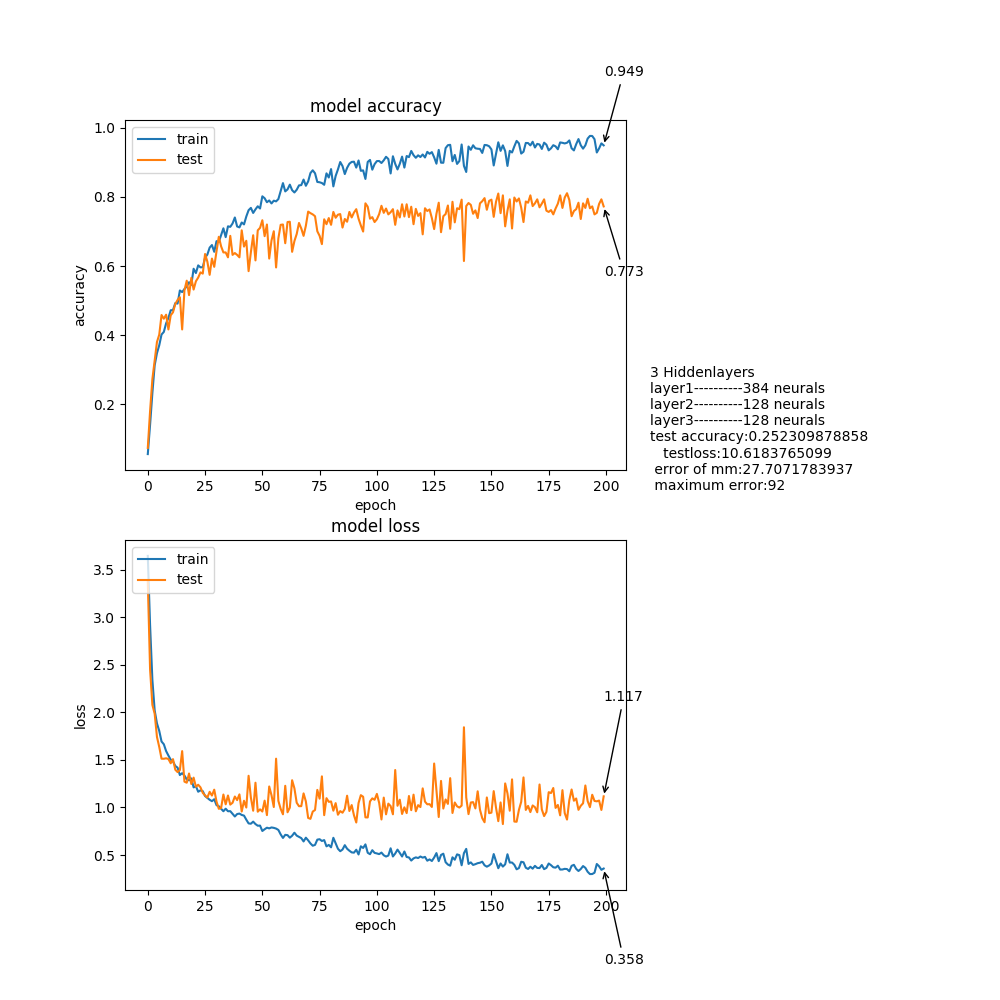 0.949
model accuracy
train
test
1.0
0.8
0.6
0.4
0.2
accuracy
0.773
0 25 50 75 100 125 150 175 200
epoch
3 Hiddenlayers
layer1----------384 neurals
layer2----------128 neurals
layer3----------128 neurals
test accuracy:0.252309878858
testloss:10.6183765099
error of mm:27.7071783937
maximum error:92
model loss
train
test
3.5
3.0
2.5
2.0
1.5
1.0
0.5
loss
1.117
0 25 50 75 100 125 150 175 200
epoch
0.358